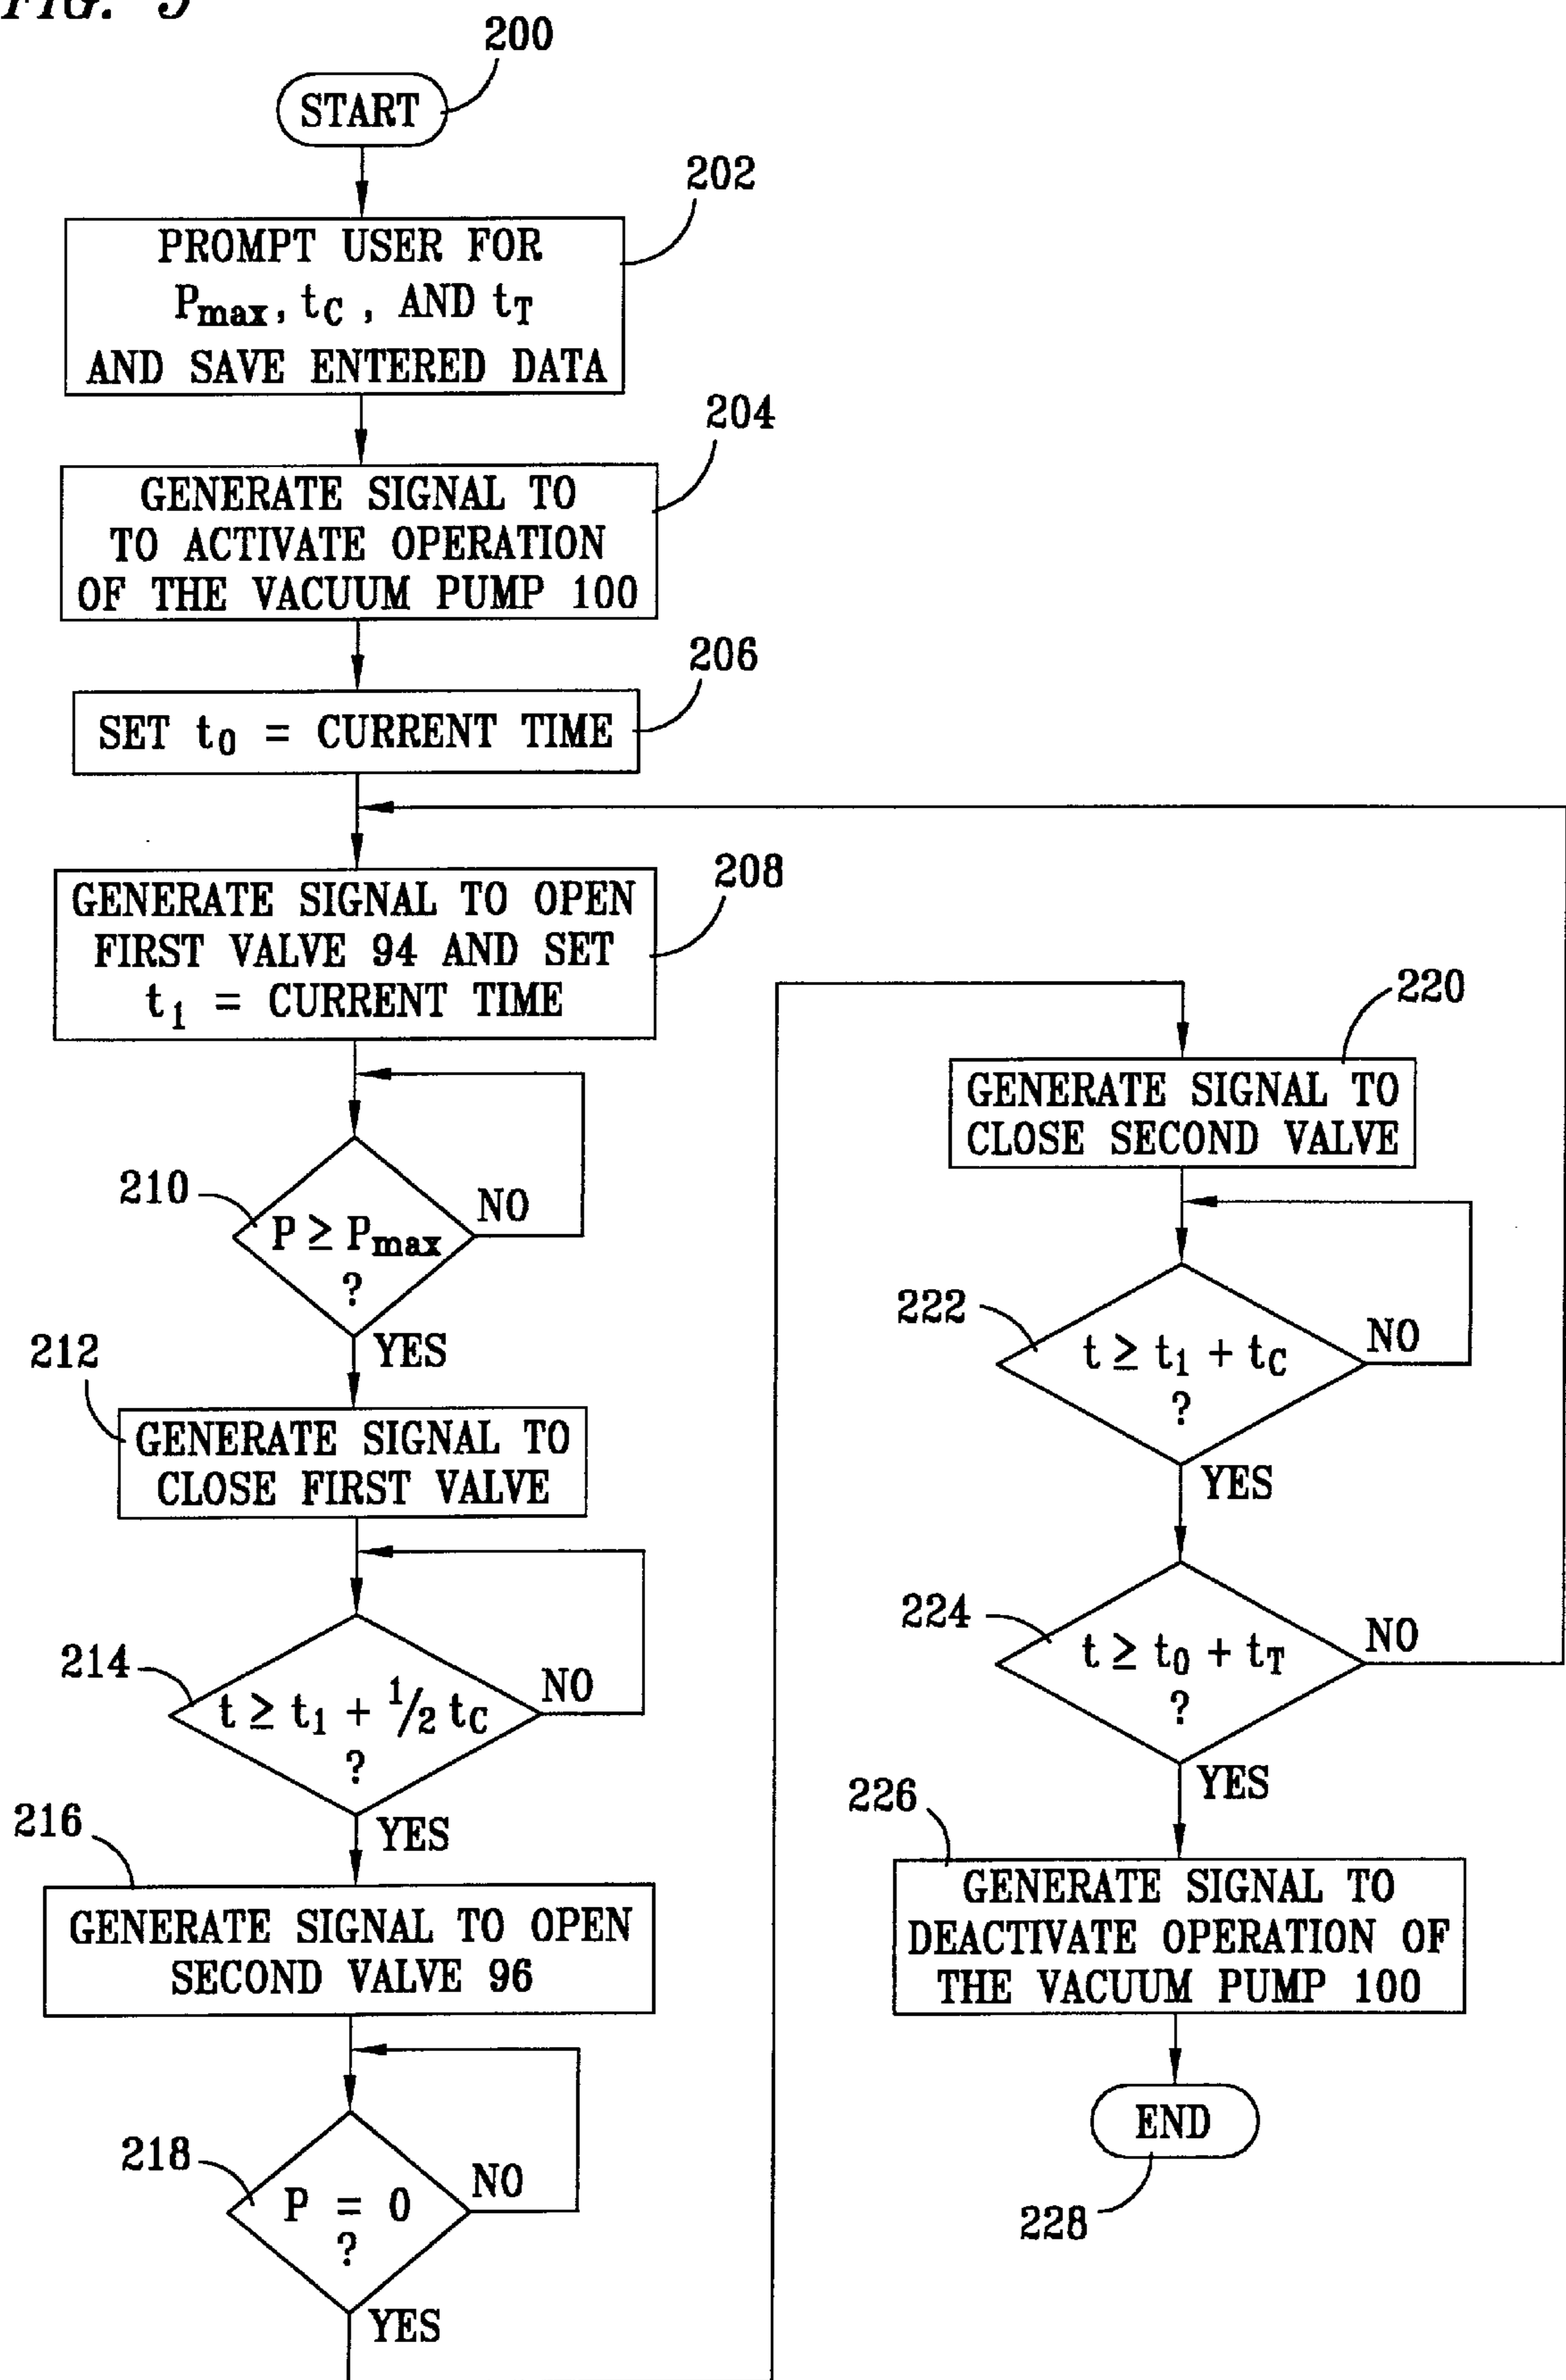 FIG.
200
START
202
PROMPT USER FOR
Pmax, tC, AND tT
AND SAVE ENTERED DATA
204
GENERATE SIGNAL TO
TO ACTIVATE OPERATION
OF THE VACUUM PUMP 100
206
SET t0 = CURRENT TIME
208
GENERATE SIGNAL TO OPEN
FIRST VALVE 94 AND SET
t1 = CURRENT TIME
210
P ≥ Pmax
?
NO
YES
212
GENERATE SIGNAL TO
CLOSE FIRST VALVE
214
t ≥ t1 + 1/2 tC
?
NO
YES
216
GENERATE SIGNAL TO OPEN
SECOND VALVE 96
218
P = 0
?
NO
YES
220
GENERATE SIGNAL TO
CLOSE SECOND VALVE
222
t ≥ t1 + tC
?
NO
YES
224
t ≥ t0 + tT
?
NO
YES
226
GENERATE SIGNAL TO
DEACTIVATE OPERATION OF
THE VACUUM PUMP 100
END
228